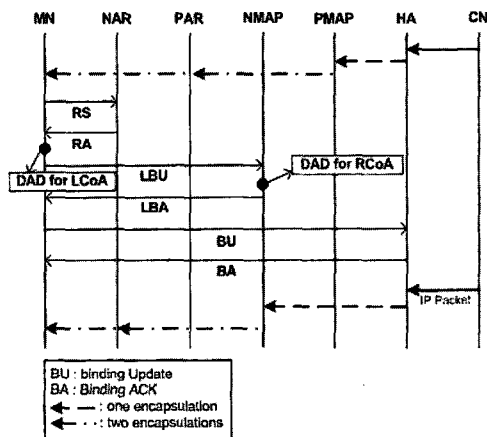 MN NAR PAR NMAP PMAP HA CN
RS
RA
DAD for RCoA
LBU
DAD for LCoA
LBA
BU
BA
IP Packet
BU : binding Update
BA : Binding ACK
: one encapsulation
: two encapsulations